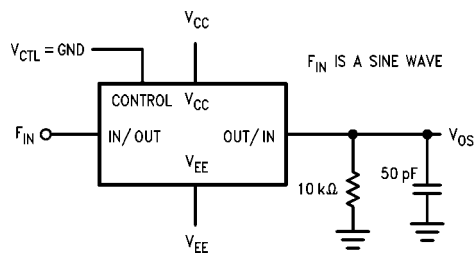 V_CC
V_CTL = GND
F_IN IS A SINE WAVE
CONTROL V_CC
F_IN IN/OUT OUT/IN V_OS
V_EE
10 kΩ 50 pF
V_EE